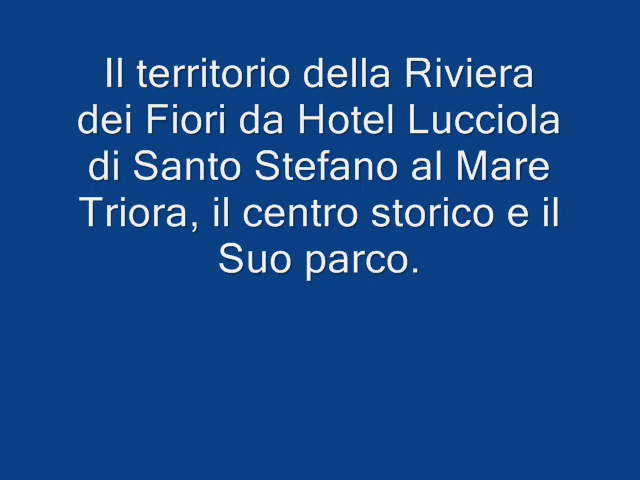 Il territorio della Riviera
dei Fiori da Hotel Lucciola
di Santo Stefano al Mare
Triora, il centro storico e il
Suo parco.